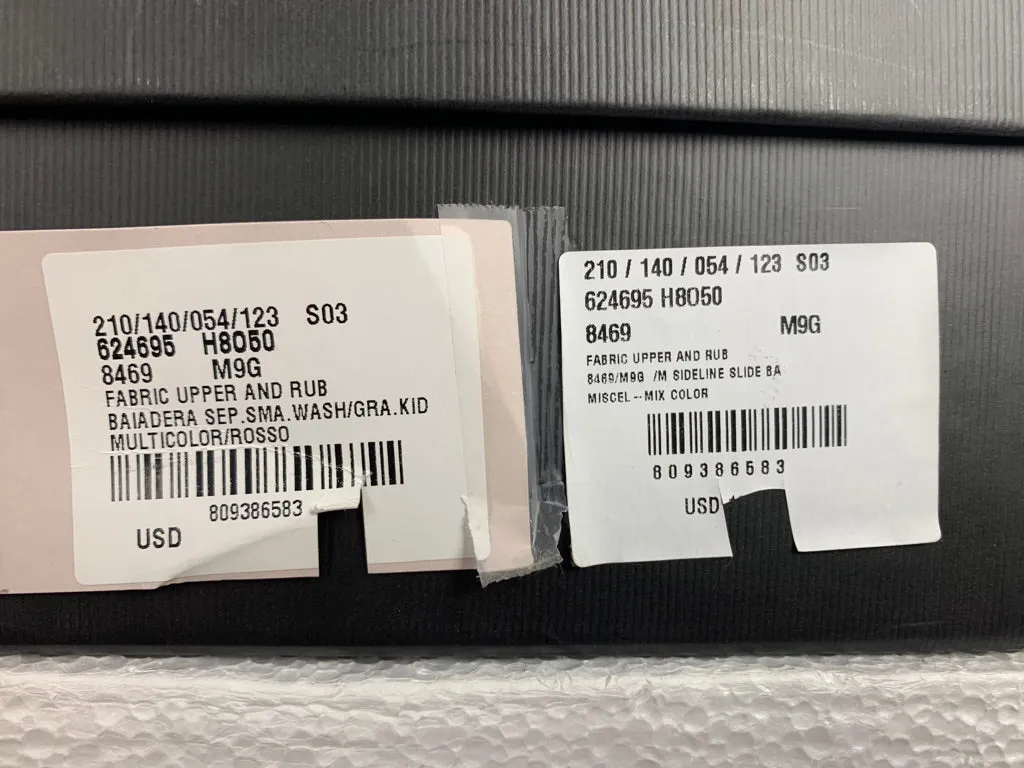 210/140/054/123 S03
624695 H8O50
8469 M9G
FABRIC UPPER AND RUB
BAIADERA SEP.SMA.WASH/GRA.KID
MULTICOLOR/ROSSO
809386583
USD
210 / 140 / 054 / 123 S03
624695 H8O50
8469 M9G
FABRIC UPPER AND RUB
8469/M9G /M SIDELINE SLIDE BA
MISCEL--MIX COLOR
809386583
USD